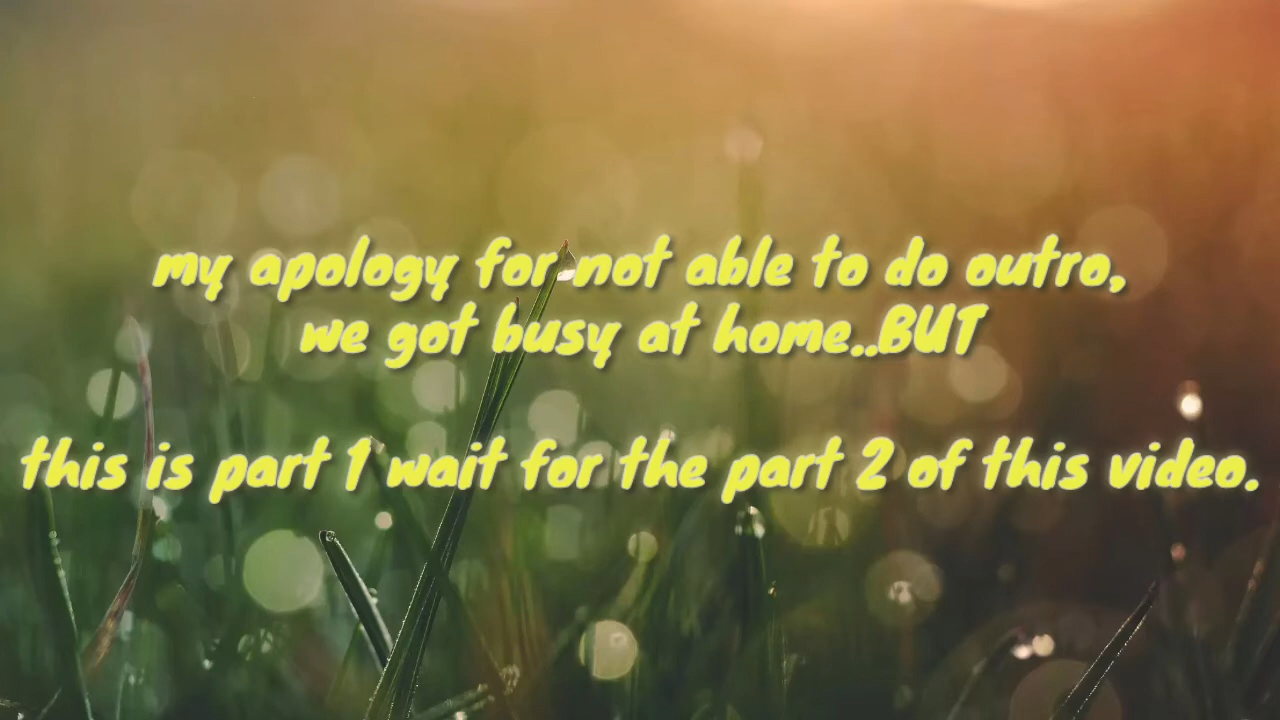 my apology for not able to do outro,
we got busy at home..BUT
this is part 1 wait for the part 2 of this video.